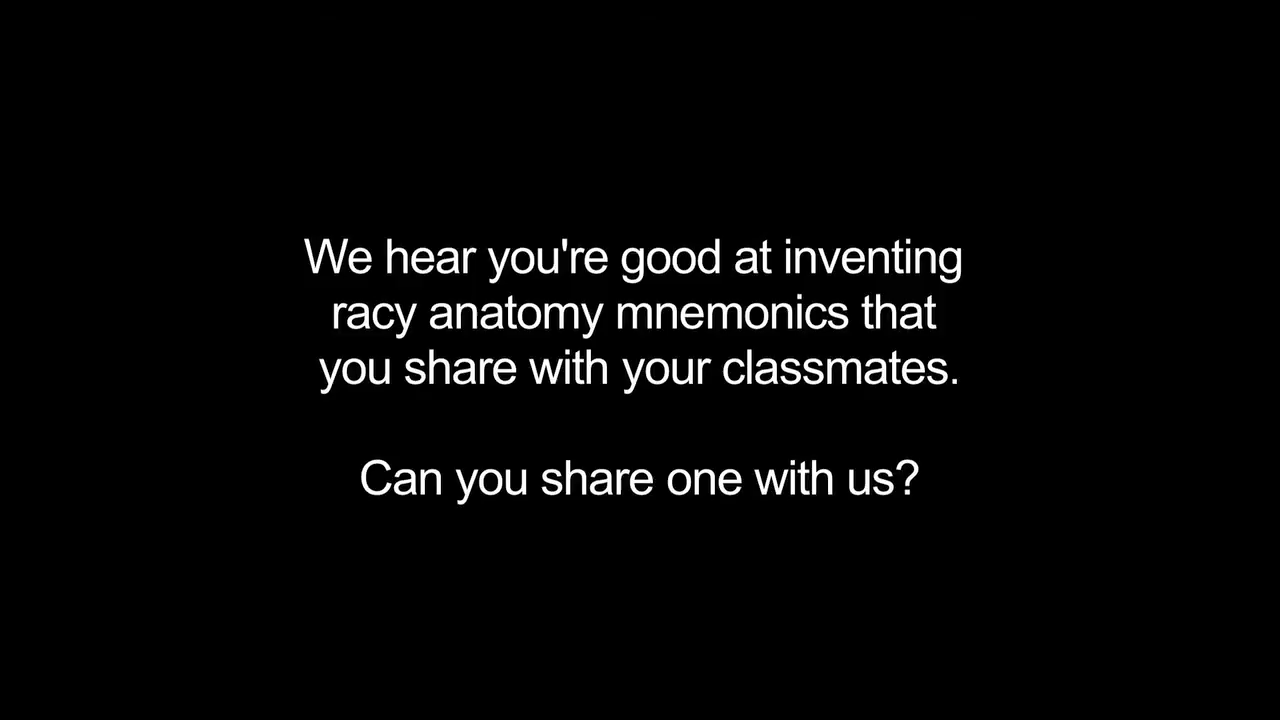 We hear you're good at inventing
racy anatomy mnemonics that
you share with your classmates.
Can you share one with us?